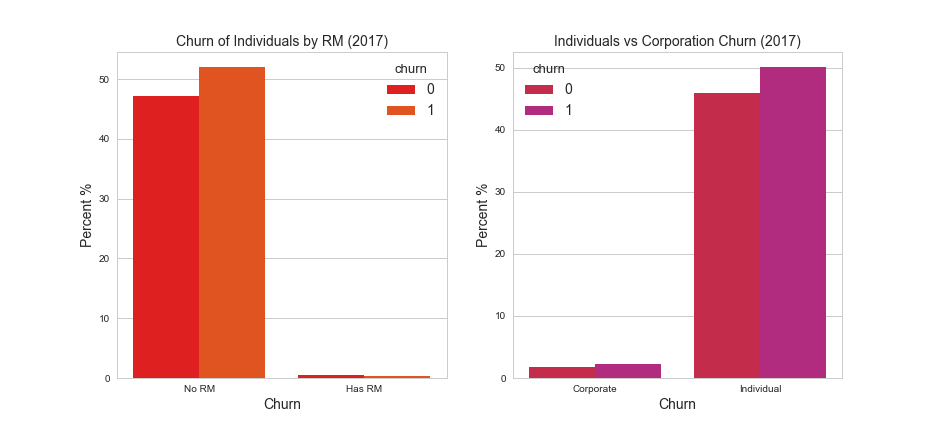 Churn of Individuals by RM (2017)
churn
0
1
50
40
30
20
10
0
Percent %
No RM
Has RM
Churn
Individuals vs Corporation Churn (2017)
churn
0
1
50
40
30
20
10
0
Percent %
Corporate
Individual
Churn